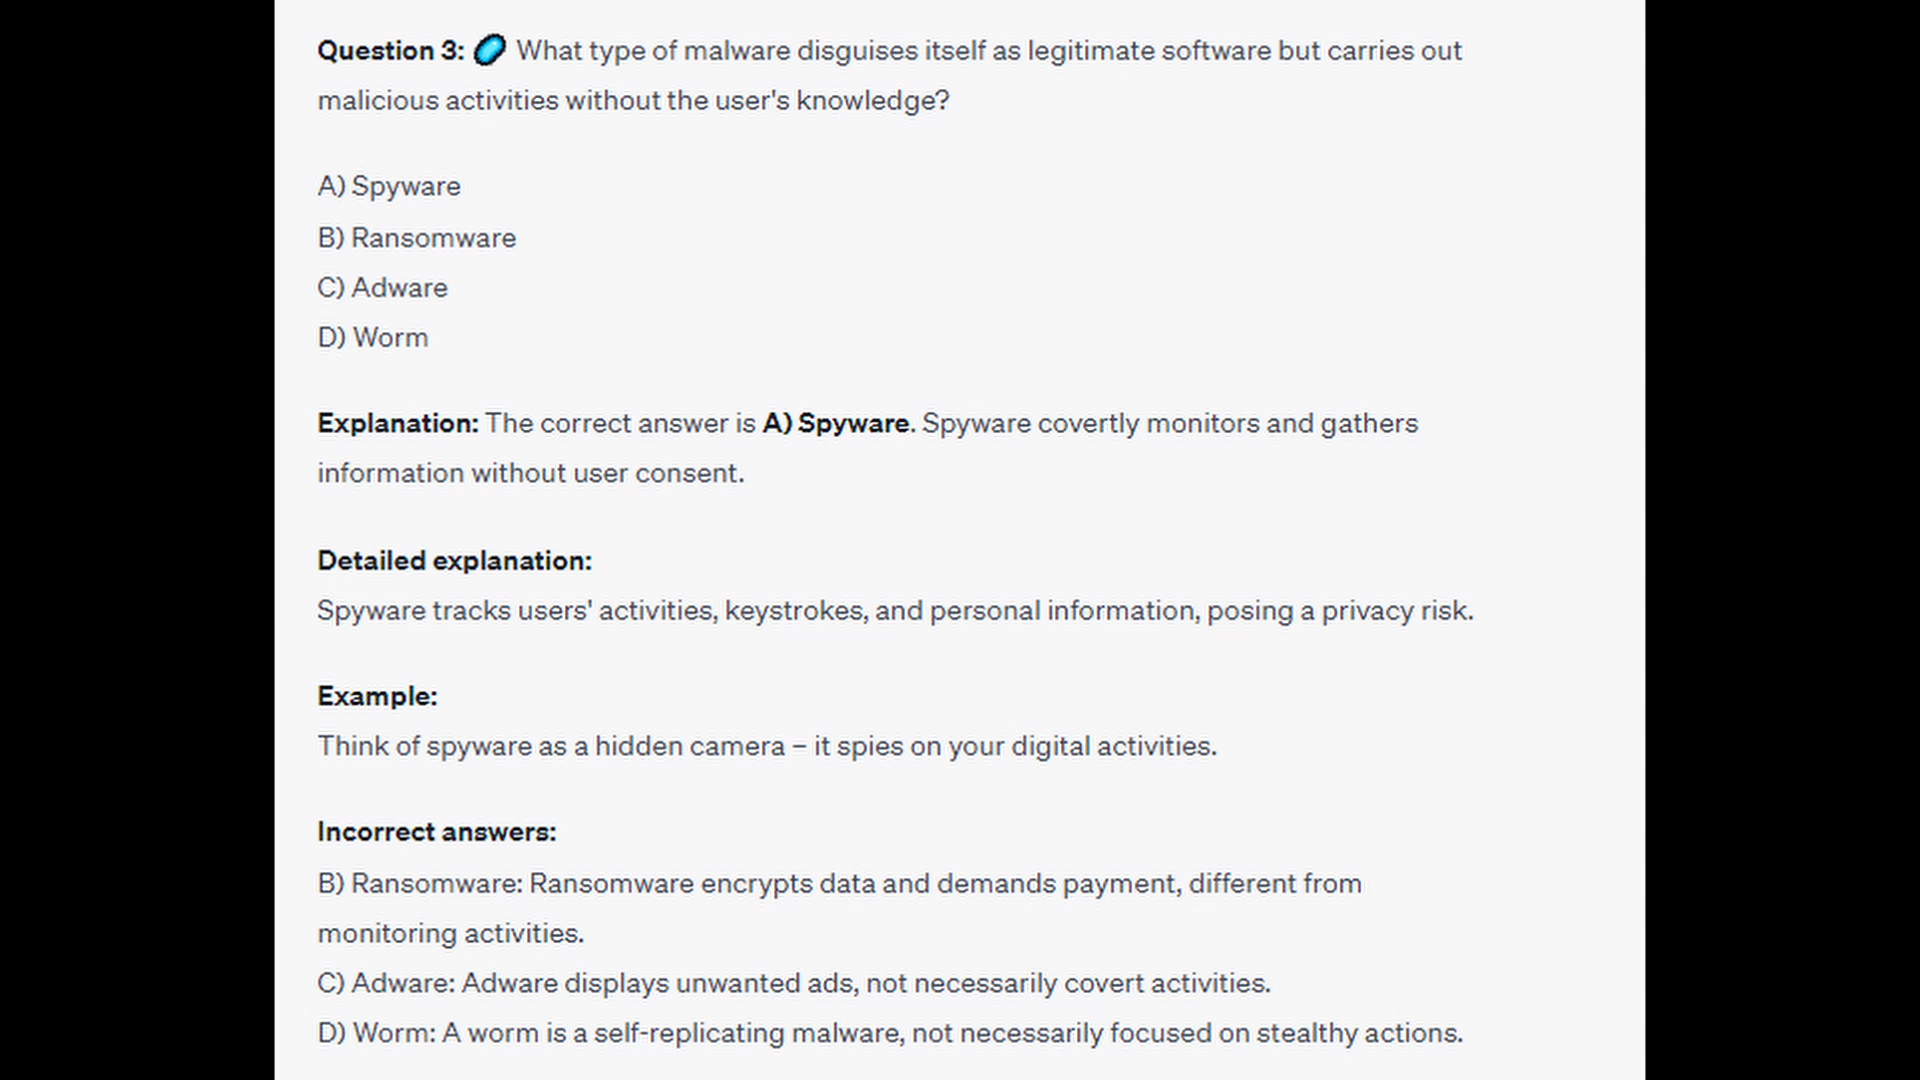 Question 3: What type of malware disguises itself as legitimate software but carries out
malicious activities without the user's knowledge?
A) Spyware
B) Ransomware
C) Adware
D) Worm
Explanation: The correct answer is A) Spyware. Spyware covertly monitors and gathers
information without user consent.
Detailed explanation:
Spyware tracks users' activities, keystrokes, and personal information, posing a privacy risk.
Example:
Think of spyware as a hidden camera – it spies on your digital activities.
Incorrect answers:
B) Ransomware: Ransomware encrypts data and demands payment, different from
monitoring activities.
C) Adware: Adware displays unwanted ads, not necessarily covert activities.
D) Worm: A worm is a self-replicating malware, not necessarily focused on stealthy actions.